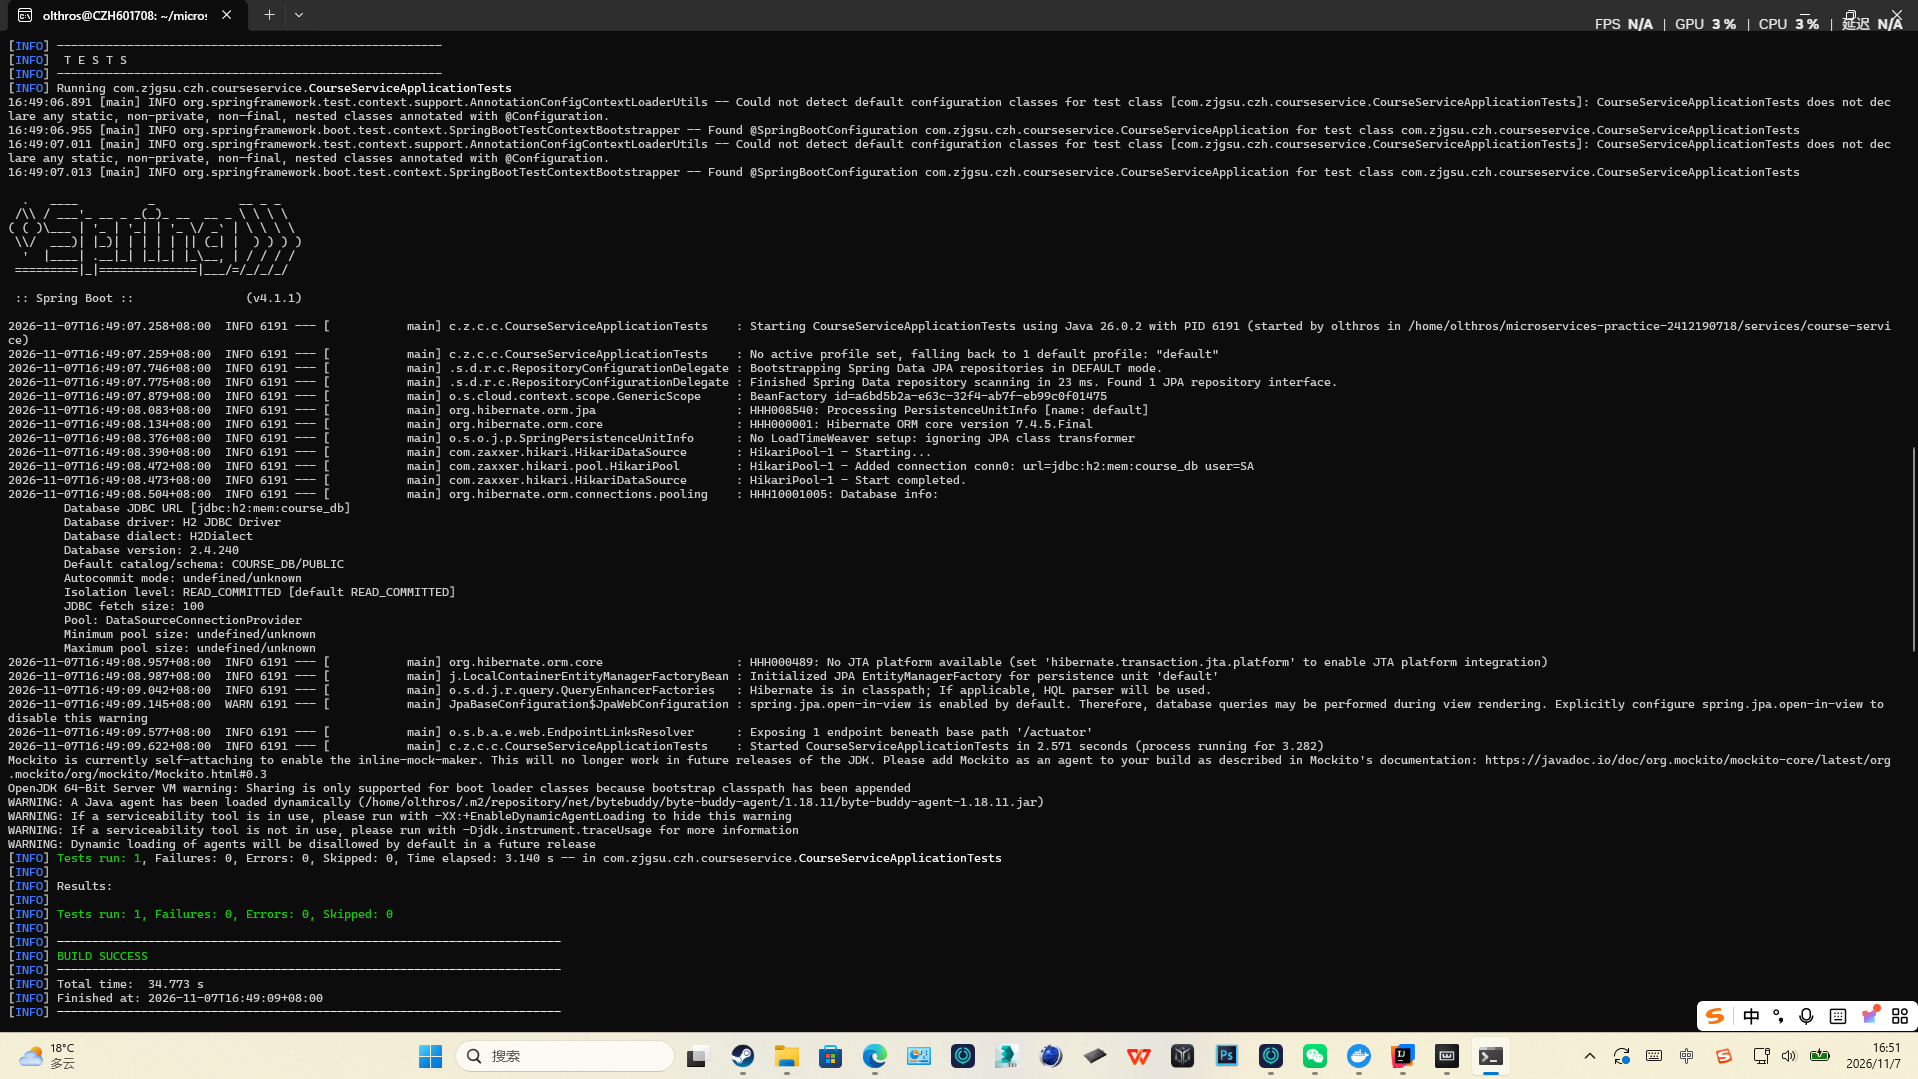 olthros@CZH601708: ~/micros
FPS N/A | GPU 3 % | CPU 3 % | 延迟 N/A
[INFO] -------------------------------------------------------
[INFO]  T E S T S
[INFO] -------------------------------------------------------
[INFO] Running com.zjgsu.czh.courseservice.CourseServiceApplicationTests
16:49:06.891 [main] INFO org.springframework.test.context.support.AnnotationConfigContextLoaderUtils -- Could not detect default configuration classes for test class [com.zjgsu.czh.courseservice.CourseServiceApplicationTests]: CourseServiceApplicationTests does not dec
lare any static, non-private, non-final, nested classes annotated with @Configuration.
16:49:06.955 [main] INFO org.springframework.boot.test.context.SpringBootTestContextBootstrapper -- Found @SpringBootConfiguration com.zjgsu.czh.courseservice.CourseServiceApplication for test class com.zjgsu.czh.courseservice.CourseServiceApplicationTests
16:49:07.011 [main] INFO org.springframework.test.context.support.AnnotationConfigContextLoaderUtils -- Could not detect default configuration classes for test class [com.zjgsu.czh.courseservice.CourseServiceApplicationTests]: CourseServiceApplicationTests does not dec
lare any static, non-private, non-final, nested classes annotated with @Configuration.
16:49:07.013 [main] INFO org.springframework.boot.test.context.SpringBootTestContextBootstrapper -- Found @SpringBootConfiguration com.zjgsu.czh.courseservice.CourseServiceApplication for test class com.zjgsu.czh.courseservice.CourseServiceApplicationTests
  .   ____          _            __ _ _
 /\\ / ___'_ __ _ _(_)_ __  __ _ \ \ \ \
( ( )\___ | '_ | '_| | '_ \/ _` | \ \ \ \
 \\/  ___)| |_)| | | | | || (_| |  ) ) ) )
  '  |____| .__|_| |_|_| |_\__, | / / / /
 =========|_|==============|___/=/_/_/_/
 :: Spring Boot ::                (v4.1.1)
2026-11-07T16:49:07.258+08:00  INFO 6191 --- [           main] c.z.c.c.CourseServiceApplicationTests    : Starting CourseServiceApplicationTests using Java 26.0.2 with PID 6191 (started by olthros in /home/olthros/microservices-practice-2412190718/services/course-servi
ce)
2026-11-07T16:49:07.259+08:00  INFO 6191 --- [           main] c.z.c.c.CourseServiceApplicationTests    : No active profile set, falling back to 1 default profile: "default"
2026-11-07T16:49:07.746+08:00  INFO 6191 --- [           main] .s.d.r.c.RepositoryConfigurationDelegate : Bootstrapping Spring Data JPA repositories in DEFAULT mode.
2026-11-07T16:49:07.775+08:00  INFO 6191 --- [           main] .s.d.r.c.RepositoryConfigurationDelegate : Finished Spring Data repository scanning in 23 ms. Found 1 JPA repository interface.
2026-11-07T16:49:07.879+08:00  INFO 6191 --- [           main] o.s.cloud.context.scope.GenericScope     : BeanFactory id=a6bd5b2a-e63c-32f4-ab7f-eb99c0f01475
2026-11-07T16:49:08.083+08:00  INFO 6191 --- [           main] org.hibernate.orm.jpa                    : HHH008540: Processing PersistenceUnitInfo [name: default]
2026-11-07T16:49:08.134+08:00  INFO 6191 --- [           main] org.hibernate.orm.core                   : HHH000001: Hibernate ORM core version 7.4.5.Final
2026-11-07T16:49:08.376+08:00  INFO 6191 --- [           main] o.s.o.j.p.SpringPersistenceUnitInfo      : No LoadTimeWeaver setup: ignoring JPA class transformer
2026-11-07T16:49:08.390+08:00  INFO 6191 --- [           main] com.zaxxer.hikari.HikariDataSource       : HikariPool-1 - Starting...
2026-11-07T16:49:08.472+08:00  INFO 6191 --- [           main] com.zaxxer.hikari.pool.HikariPool        : HikariPool-1 - Added connection conn0: url=jdbc:h2:mem:course_db user=SA
2026-11-07T16:49:08.473+08:00  INFO 6191 --- [           main] com.zaxxer.hikari.HikariDataSource       : HikariPool-1 - Start completed.
2026-11-07T16:49:08.504+08:00  INFO 6191 --- [           main] org.hibernate.orm.connections.pooling    : HHH10001005: Database info:
        Database JDBC URL [jdbc:h2:mem:course_db]
        Database driver: H2 JDBC Driver
        Database dialect: H2Dialect
        Database version: 2.4.240
        Default catalog/schema: COURSE_DB/PUBLIC
        Autocommit mode: undefined/unknown
        Isolation level: READ_COMMITTED [default READ_COMMITTED]
        JDBC fetch size: 100
        Pool: DataSourceConnectionProvider
        Minimum pool size: undefined/unknown
        Maximum pool size: undefined/unknown
2026-11-07T16:49:08.957+08:00  INFO 6191 --- [           main] org.hibernate.orm.core                   : HHH000489: No JTA platform available (set 'hibernate.transaction.jta.platform' to enable JTA platform integration)
2026-11-07T16:49:08.987+08:00  INFO 6191 --- [           main] j.LocalContainerEntityManagerFactoryBean : Initialized JPA EntityManagerFactory for persistence unit 'default'
2026-11-07T16:49:09.042+08:00  INFO 6191 --- [           main] o.s.d.j.r.query.QueryEnhancerFactories   : Hibernate is in classpath; If applicable, HQL parser will be used.
2026-11-07T16:49:09.145+08:00  WARN 6191 --- [           main] JpaBaseConfiguration$JpaWebConfiguration : spring.jpa.open-in-view is enabled by default. Therefore, database queries may be performed during view rendering. Explicitly configure spring.jpa.open-in-view to
disable this warning
2026-11-07T16:49:09.577+08:00  INFO 6191 --- [           main] o.s.b.a.e.web.EndpointLinksResolver      : Exposing 1 endpoint beneath base path '/actuator'
2026-11-07T16:49:09.622+08:00  INFO 6191 --- [           main] c.z.c.c.CourseServiceApplicationTests    : Started CourseServiceApplicationTests in 2.571 seconds (process running for 3.282)
Mockito is currently self-attaching to enable the inline-mock-maker. This will no longer work in future releases of the JDK. Please add Mockito as an agent to your build as described in Mockito's documentation: https://javadoc.io/doc/org.mockito/mockito-core/latest/org
.mockito/org/mockito/Mockito.html#0.3
OpenJDK 64-Bit Server VM warning: Sharing is only supported for boot loader classes because bootstrap classpath has been appended
WARNING: A Java agent has been loaded dynamically (/home/olthros/.m2/repository/net/bytebuddy/byte-buddy-agent/1.18.11/byte-buddy-agent-1.18.11.jar)
WARNING: If a serviceability tool is in use, please run with -XX:+EnableDynamicAgentLoading to hide this warning
WARNING: If a serviceability tool is not in use, please run with -Djdk.instrument.traceUsage for more information
WARNING: Dynamic loading of agents will be disallowed by default in a future release
[INFO] Tests run: 1, Failures: 0, Errors: 0, Skipped: 0, Time elapsed: 3.140 s -- in com.zjgsu.czh.courseservice.CourseServiceApplicationTests
[INFO]
[INFO] Results:
[INFO]
[INFO] Tests run: 1, Failures: 0, Errors: 0, Skipped: 0
[INFO]
[INFO] ------------------------------------------------------------------------
[INFO] BUILD SUCCESS
[INFO] ------------------------------------------------------------------------
[INFO] Total time:  34.773 s
[INFO] Finished at: 2026-11-07T16:49:09+08:00
[INFO] ------------------------------------------------------------------------
中
18°C
多云
搜索
中
16:51
2026/11/7